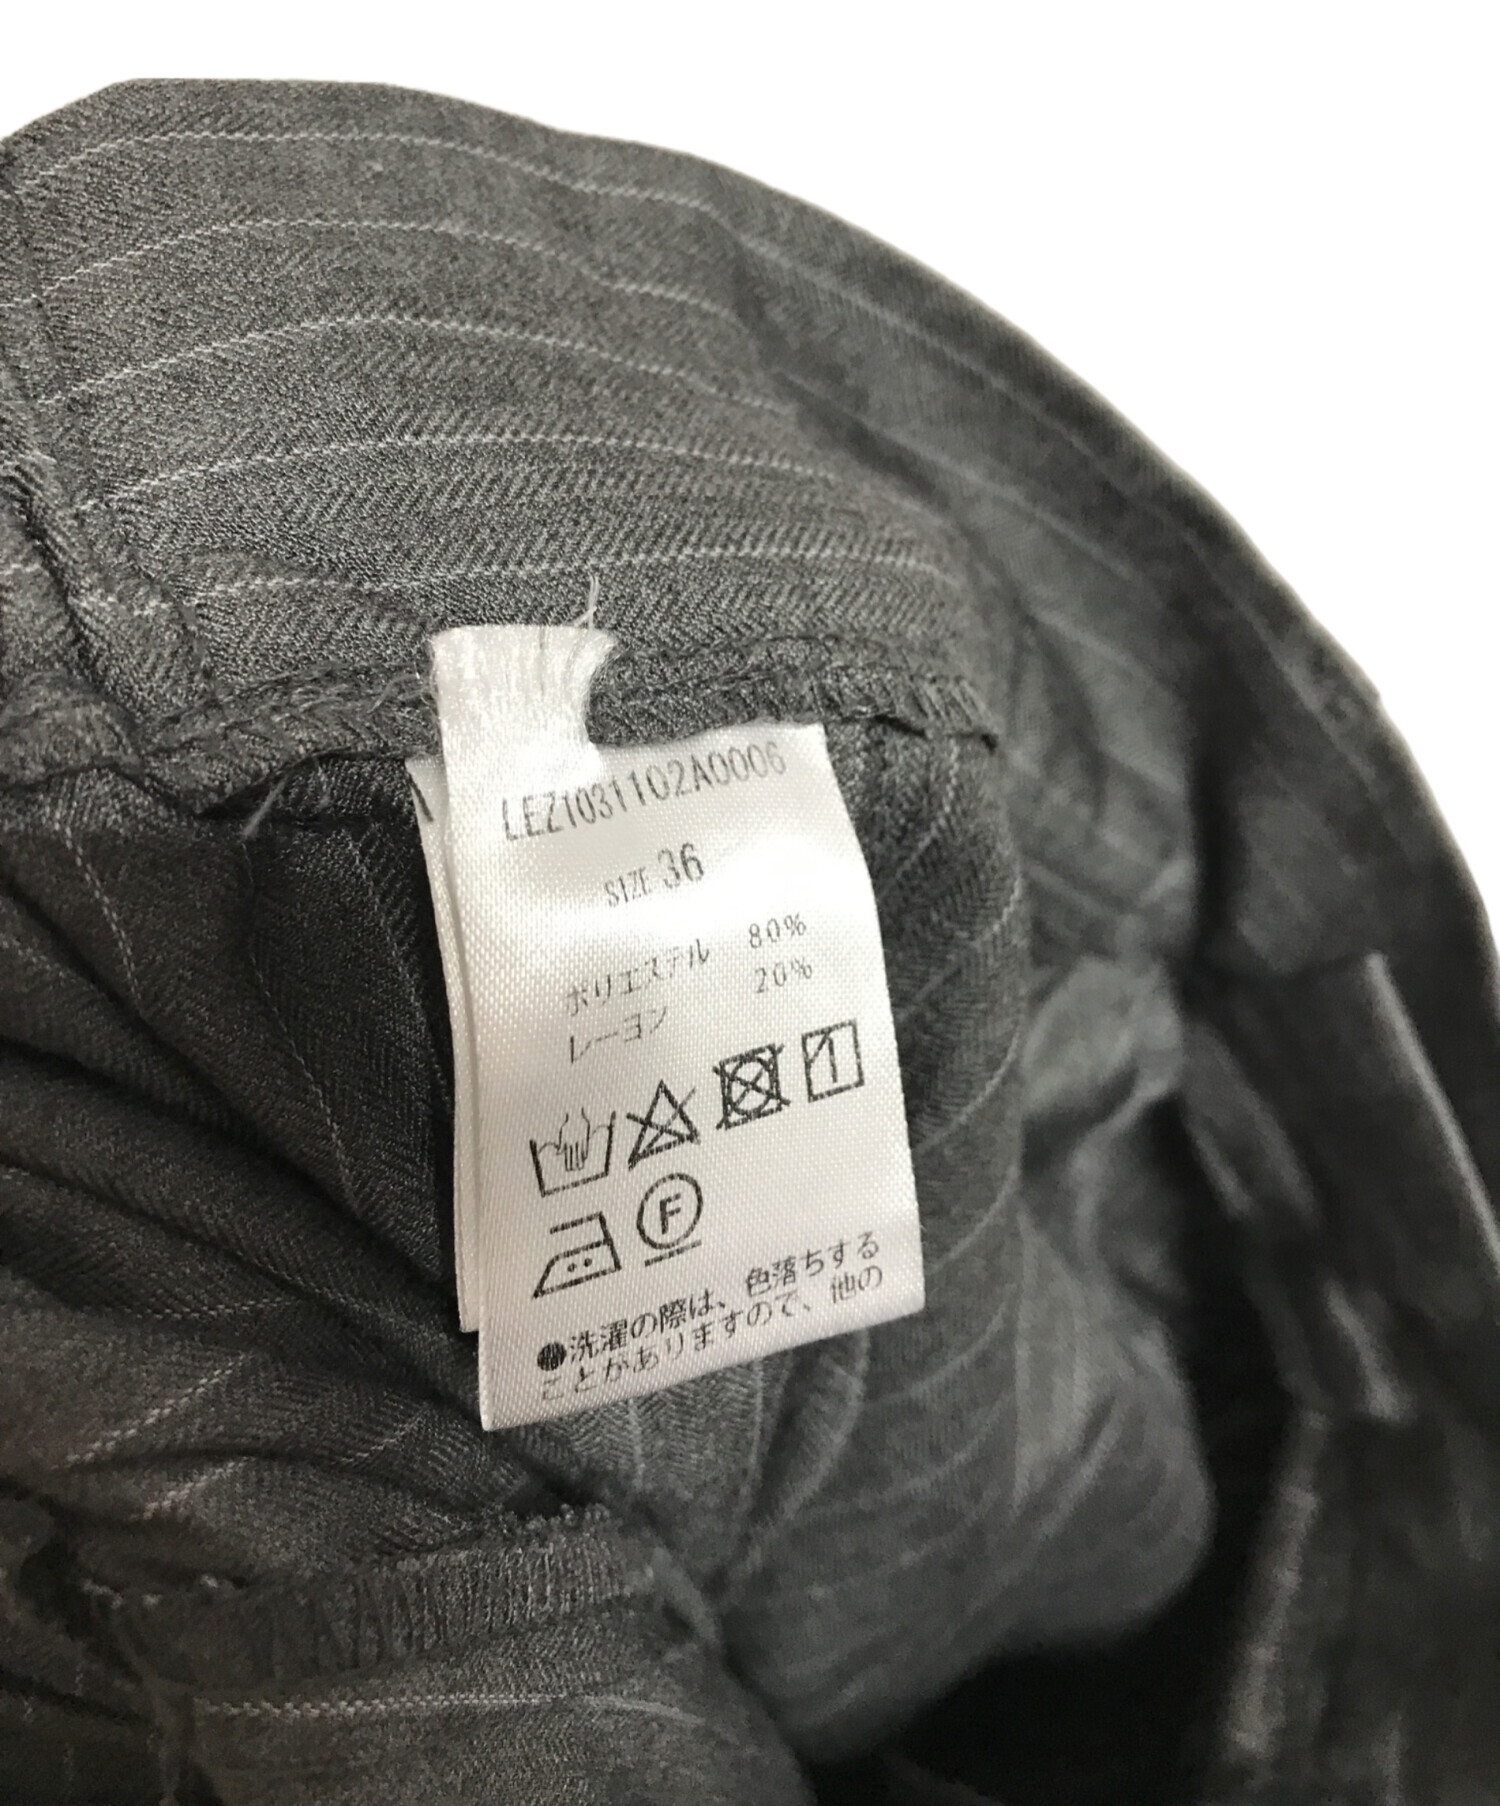 LEZ1031102A0006
SIZE 36
ポリエステル 80%
レーヨン 20%
F
●洗濯の際は、色落ちする
ことがありますので、他の